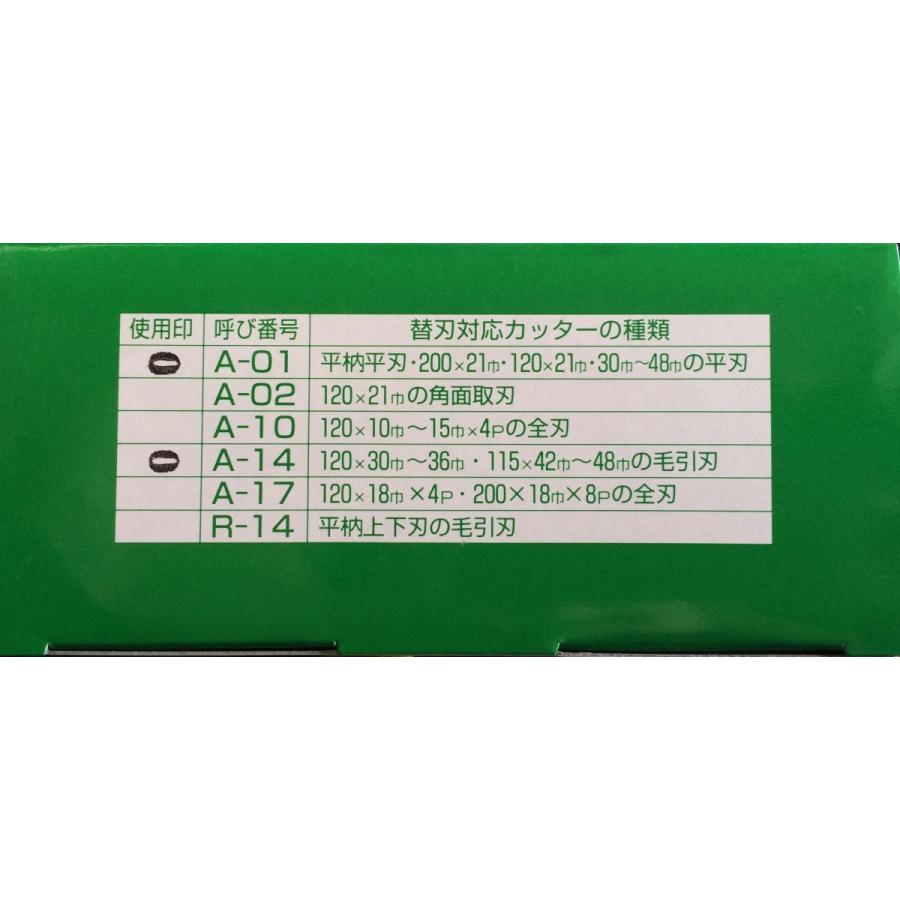 使用印 呼び番号 替刃対応カッターの種類
0 A-01 平柄平刃・200×21巾・120×21巾・30巾〜48巾の平刃
A-02 120×21巾の角面取刃
A-10 120×10巾〜15巾×4Pの全刃
0 A-14 120×30巾〜36巾・115×42巾〜48巾の毛引刃
A-17 120×18巾×4P・200×18巾×8Pの全刃
R-14 平柄上下刃の毛引刃